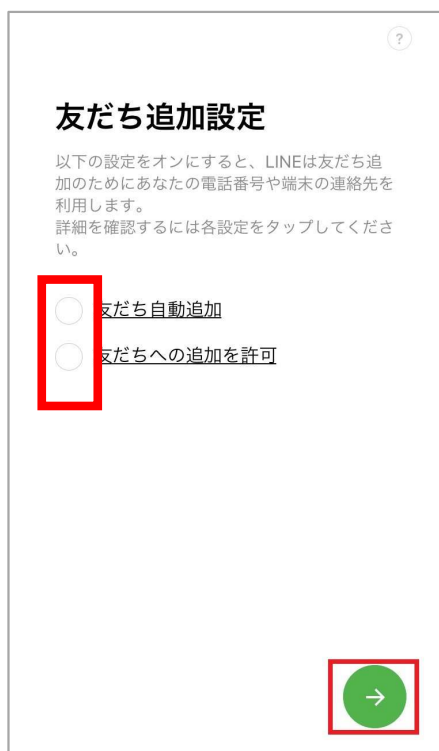 ?
友だち追加設定
以下の設定をオンにすると、LINEは友だち追
加のためにあなたの電話番号や端末の連絡先を
利用します。
詳細を確認するには各設定をタップしてくださ
い。
友だち自動追加
友だちへの追加を許可